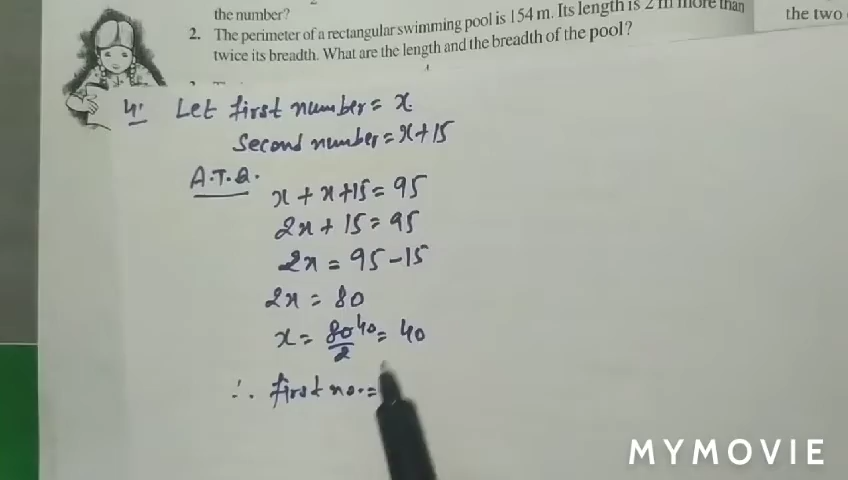 the number?
2. The perimeter of a rectangular swimming pool is 154 m. Its length is 2 m more than
twice its breadth. What are the length and the breadth of the pool?
the two
4. Let first number = x
Second number = x+15
A.T.Q.
x + x+15 = 95
2x + 15 = 95
2x = 95-15
2x = 80
x = 80/2 40 = 40
∴ first no. =
MYMOVIE